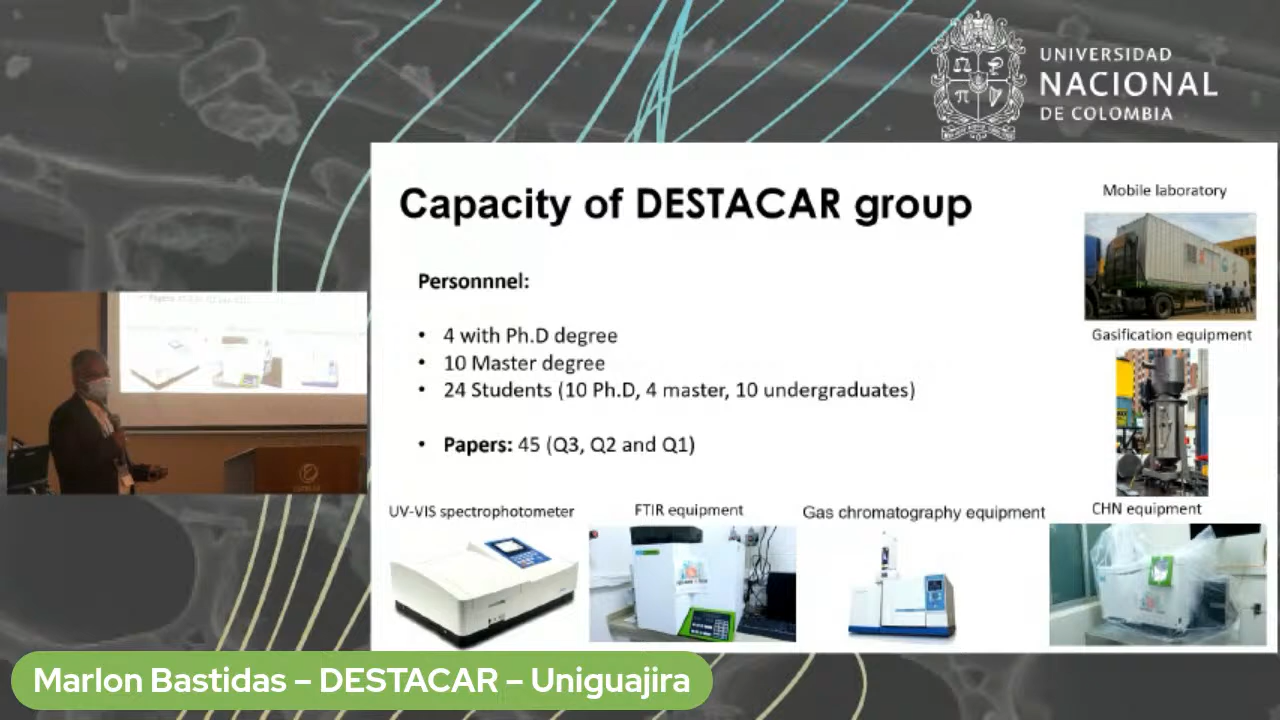 UNIVERSIDAD
NACIONAL
DE COLOMBIA
Capacity of DESTACAR group
Personnnel:
• 4 with Ph.D degree
• 10 Master degree
• 24 Students (10 Ph.D, 4 master, 10 undergraduates)
• Papers: 45 (Q3, Q2 and Q1)
Mobile laboratory
Gasification equipment
UV-VIS spectrophotometer
FTIR equipment
Gas chromatography equipment
CHN equipment
Marlon Bastidas – DESTACAR – Uniguajira